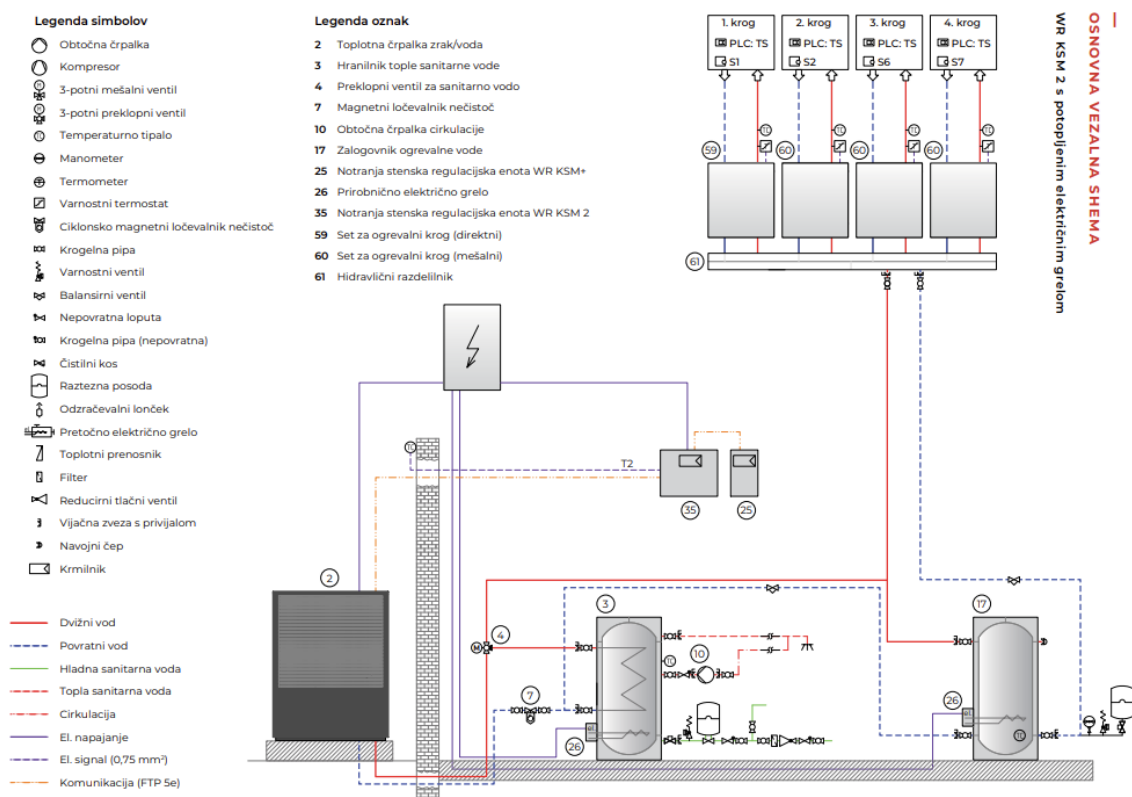 Legenda simbolov
Obtočna črpalka
Kompresor
3-potni mešalni ventil
3-potni preklopni ventil
Temperaturno tipalo
Manometer
Termometer
Varnostni termostat
Ciklonsko magnetni ločevalnik nečistoč
Krogelna pipa
Varnostni ventil
Balansirni ventil
Nepovratna loputa
Krogelna pipa (nepovratna)
Čistilni kos
Raztezna posoda
Odzračevalni lonček
Pretočno električno grelo
Toplotni prenosnik
Filter
Reducirni tlačni ventil
Vijačna zveza s privijalom
Navojni čep
Krmilnik
Dvižni vod
Povratni vod
Hladna sanitarna voda
Topla sanitarna voda
Cirkulacija
El. napajanje
El. signal (0,75 mm²)
Komunikacija (FTP 5e)
Legenda oznak
2 Toplotna črpalka zrak/voda
3 Hranilnik tople sanitarne vode
4 Preklopni ventil za sanitarno vodo
7 Magnetni ločevalnik nečistoč
10 Obtočna črpalka cirkulacije
17 Zalogovnik ogrevalne vode
25 Notranja stenska regulacijska enota WR KSM+
26 Prirobnično električno grelo
35 Notranja stenska regulacijska enota WR KSM 2
59 Set za ogrevalni krog (direktni)
60 Set za ogrevalni krog (mešalni)
61 Hidravlični razdelilnik
1. krog
PLC: TS
S1
2. krog
PLC: TS
S2
3. krog
PLC: TS
S6
4. krog
PLC: TS
S7
OSNOVNA VEZALNA SHEMA
WR KSM 2 s potopljenim električnim grelom
TC
TC
TC
TC
59
60
60
60
61
TC
T2
35
25
2
3
17
M
4
TC
10
7
26
26
TC